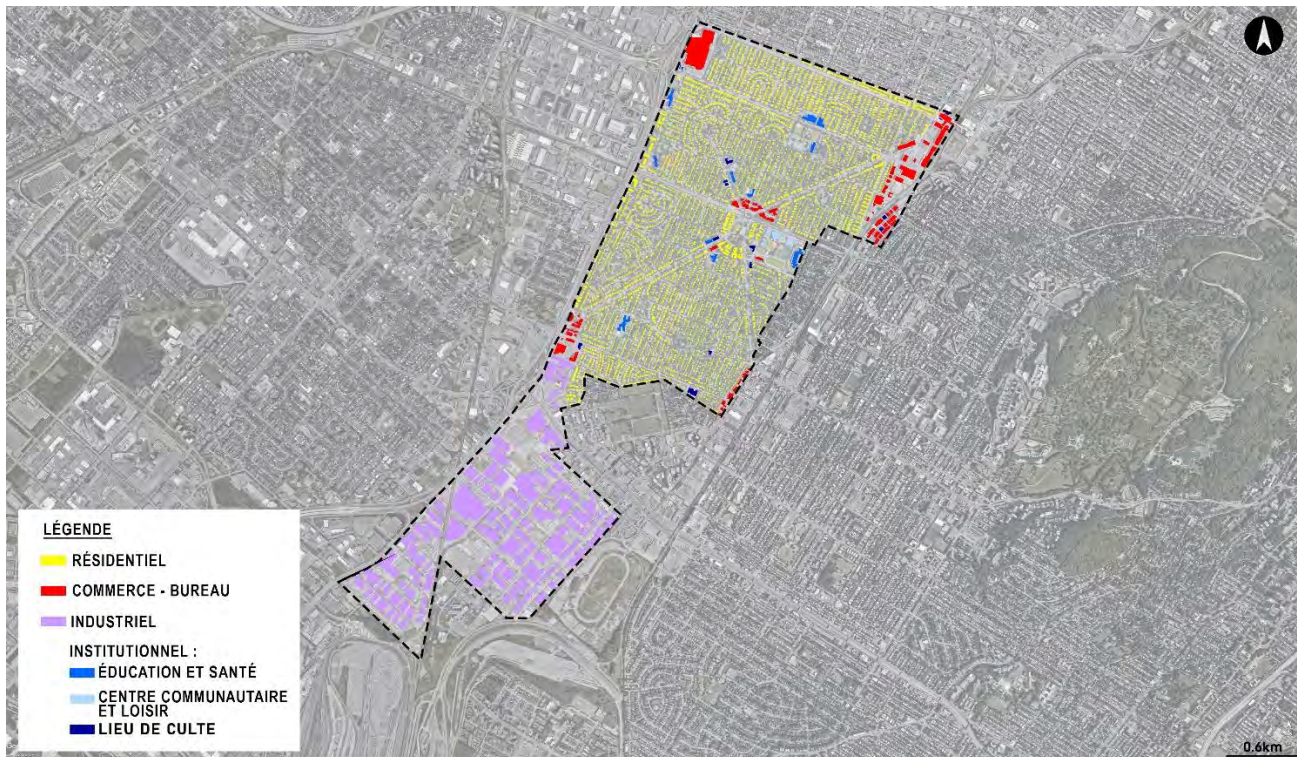 LÉGENDE
RÉSIDENTIEL
COMMERCE - BUREAU
INDUSTRIEL
INSTITUTIONNEL :
ÉDUCATION ET SANTÉ
CENTRE COMMUNAUTAIRE
ET LOISIR
LIEU DE CULTE
0.6km